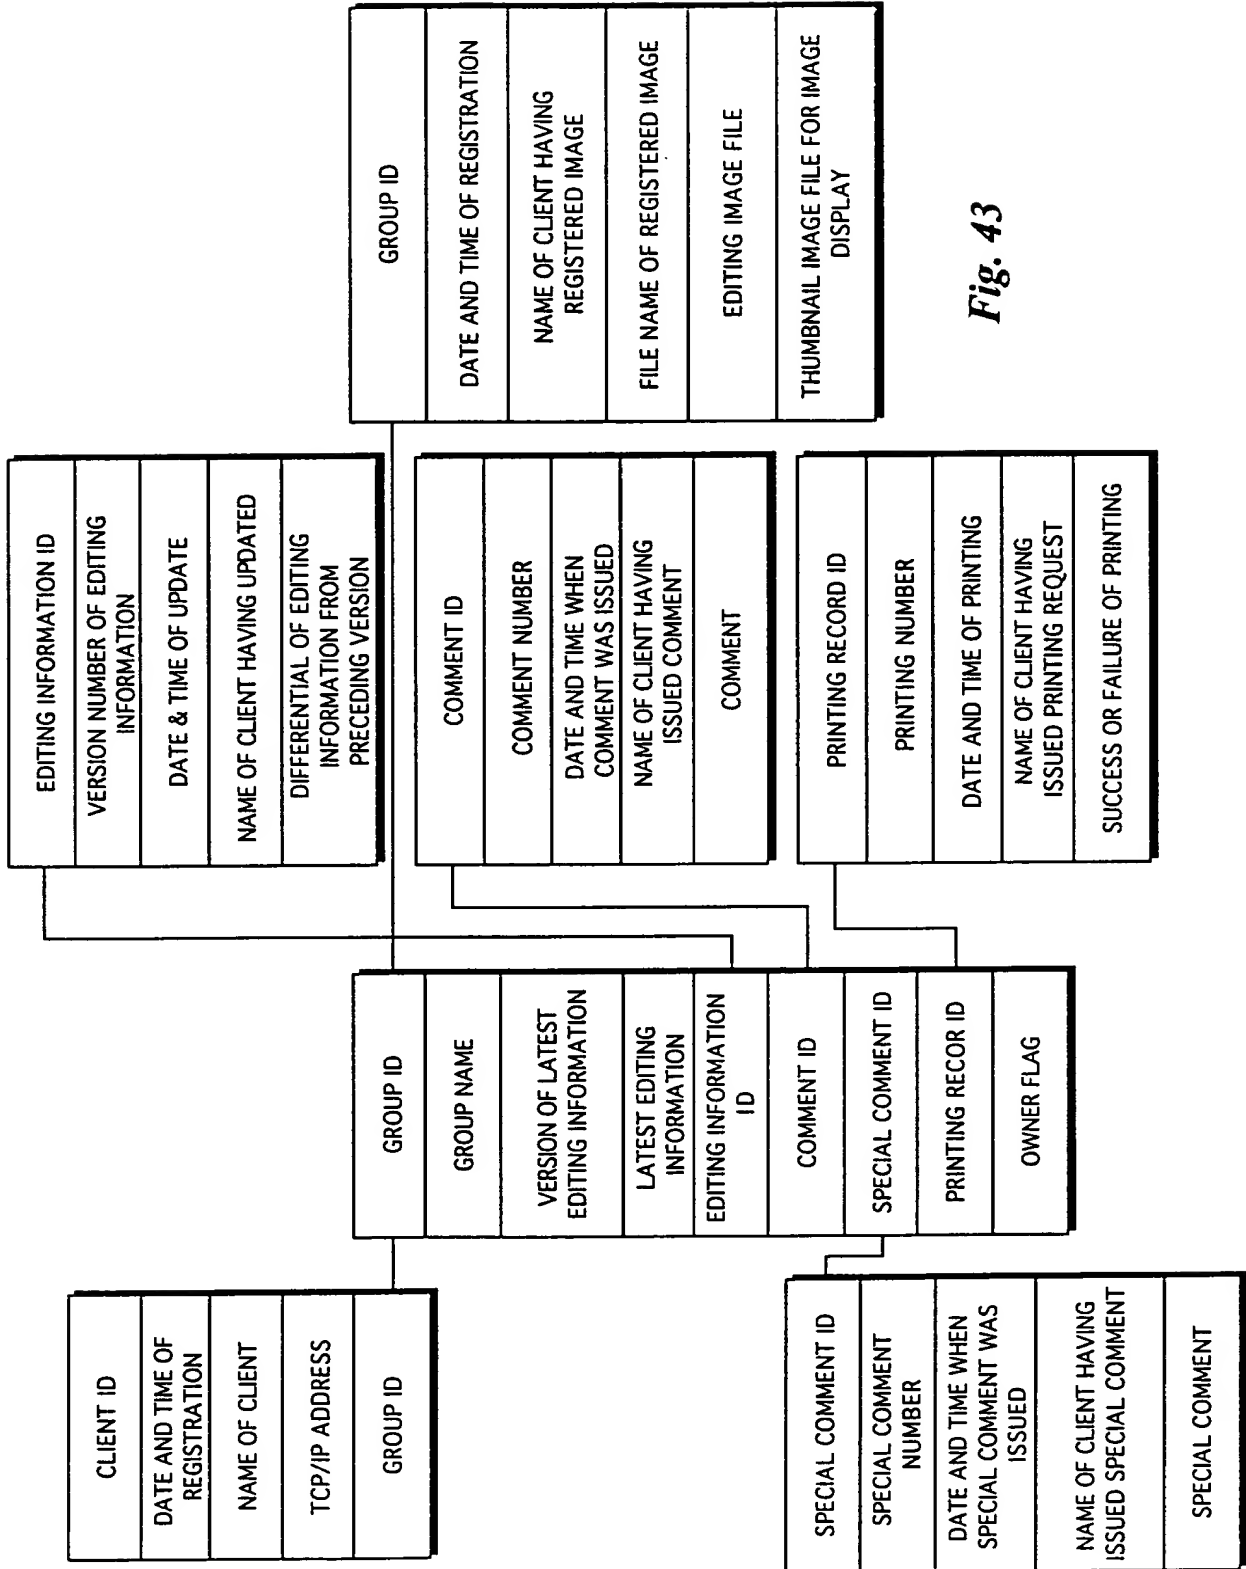 CLIENT ID
DATE AND TIME OF
REGISTRATION
NAME OF CLIENT
TCP/IP ADDRESS
GROUP ID
SPECIAL COMMENT ID
SPECIAL COMMENT
NUMBER
DATE AND TIME WHEN
SPECIAL COMMENT WAS
ISSUED
NAME OF CLIENT HAVING
ISSUED SPECIAL COMMENT
SPECIAL COMMENT
GROUP ID
GROUP NAME
VERSION OF LATEST
EDITING INFORMATION
LATEST EDITING
INFORMATION
EDITING INFORMATION
ID
COMMENT ID
SPECIAL COMMENT ID
PRINTING RECOR ID
OWNER FLAG
EDITING INFORMATION ID
VERSION NUMBER OF EDITING
INFORMATION
DATE & TIME OF UPDATE
NAME OF CLIENT HAVING UPDATED
DIFFERENTIAL OF EDITING
INFORMATION FROM
PRECEDING VERSION
COMMENT ID
COMMENT NUMBER
DATE AND TIME WHEN
COMMENT WAS ISSUED
NAME OF CLIENT HAVING
ISSUED COMMENT
COMMENT
PRINTING RECORD ID
PRINTING NUMBER
DATE AND TIME OF PRINTING
NAME OF CLIENT HAVING
ISSUED PRINTING REQUEST
SUCCESS OR FAILURE OF PRINTING
GROUP ID
DATE AND TIME OF REGISTRATION
NAME OF CLIENT HAVING
REGISTERED IMAGE
FILE NAME OF REGISTERED IMAGE
EDITING IMAGE FILE
THUMBNAIL IMAGE FILE FOR IMAGE
DISPLAY
Fig. 43